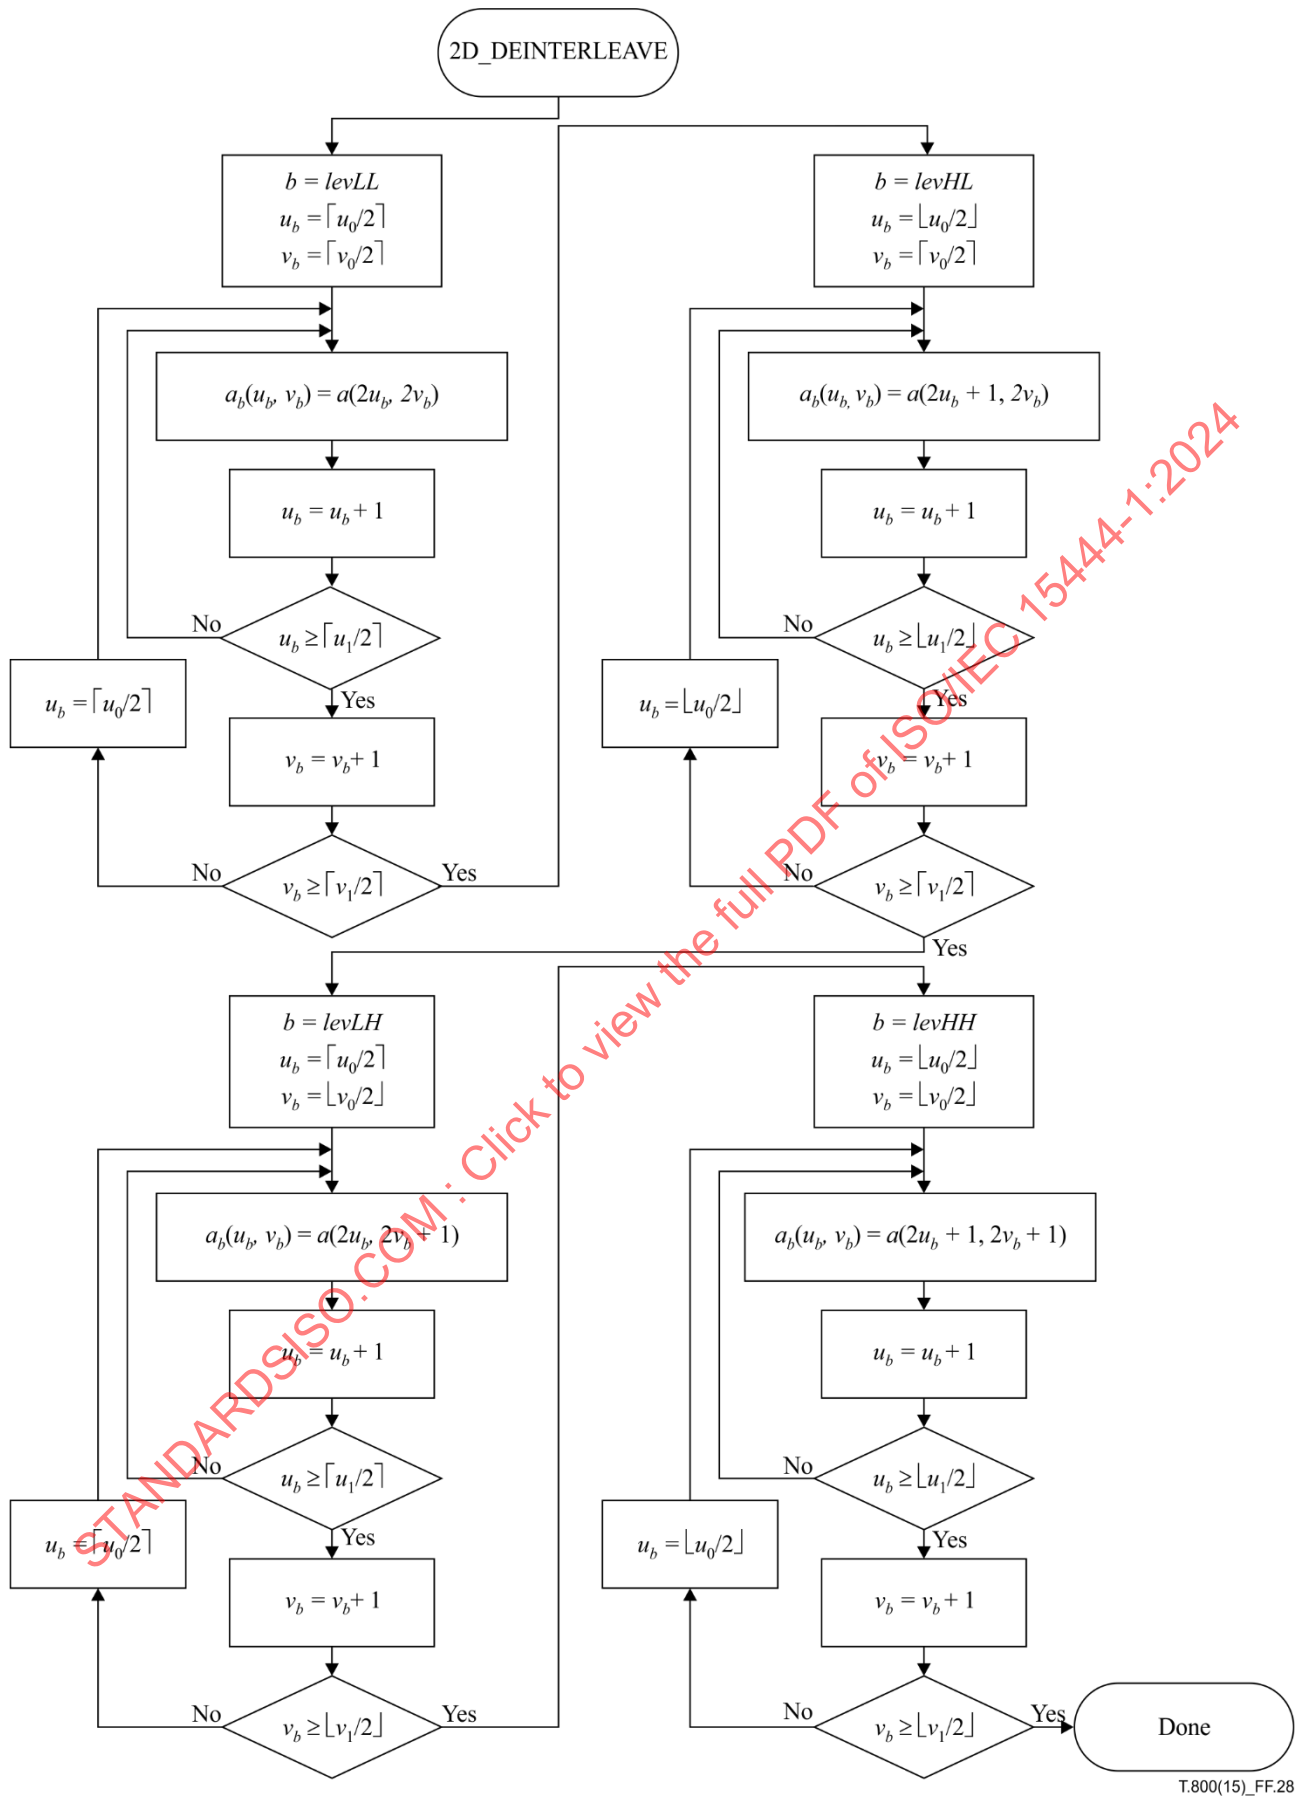 2D_DEINTERLEAVE
b = levLL
u_b = ⌈u_0/2⌉
v_b = ⌈v_0/2⌉
a_b(u_b, v_b) = a(2u_b, 2v_b)
u_b = u_b + 1
No
u_b ≥ ⌈u_1/2⌉
Yes
u_b = ⌈u_0/2⌉
v_b = v_b + 1
No
v_b ≥ ⌈v_1/2⌉
Yes
b = levHL
u_b = ⌊u_0/2⌋
v_b = ⌈v_0/2⌉
a_b(u_b, v_b) = a(2u_b + 1, 2v_b)
u_b = u_b + 1
No
u_b ≥ ⌊u_1/2⌋
Yes
u_b = ⌊u_0/2⌋
v_b = v_b + 1
No
v_b ≥ ⌈v_1/2⌉
Yes
b = levLH
u_b = ⌈u_0/2⌉
v_b = ⌊v_0/2⌋
a_b(u_b, v_b) = a(2u_b, 2v_b + 1)
u_b = u_b + 1
No
u_b ≥ ⌈u_1/2⌉
Yes
u_b = ⌈u_0/2⌉
v_b = v_b + 1
No
v_b ≥ ⌊v_1/2⌋
Yes
b = levHH
u_b = ⌊u_0/2⌋
v_b = ⌊v_0/2⌋
a_b(u_b, v_b) = a(2u_b + 1, 2v_b + 1)
u_b = u_b + 1
No
u_b ≥ ⌊u_1/2⌋
Yes
u_b = ⌊u_0/2⌋
v_b = v_b + 1
No
v_b ≥ ⌊v_1/2⌋
Yes
Done
T.800(15)_FF.28
STANDARDSISO.COM : Click to view the full PDF of ISO/IEC 15444-1:2024